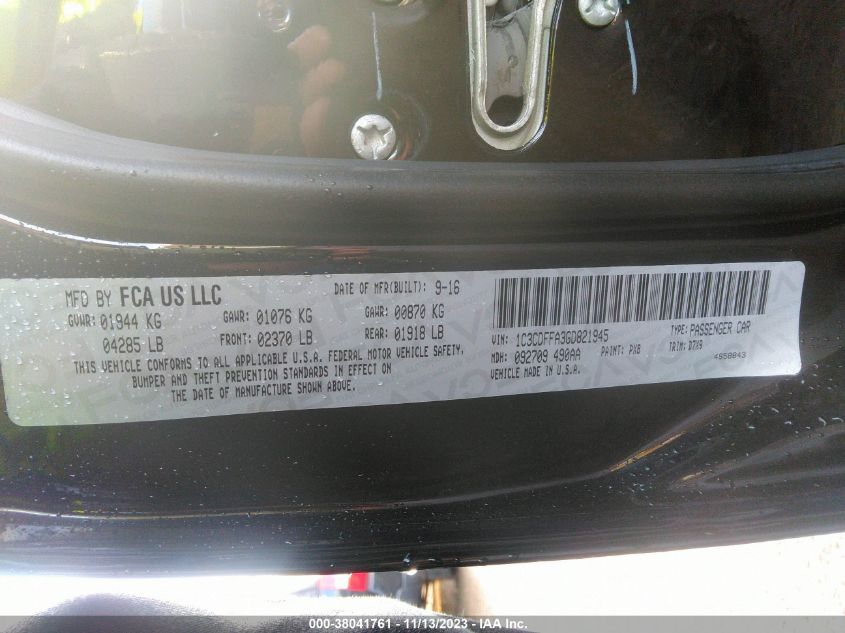 MFD BY FCA US LLC
DATE OF MFR(BUILT): 9-16
GVWR: 01944 KG
04285 LB
GAWR: 01076 KG
FRONT: 02370 LB
GAWR: 00870 KG
REAR: 01918 LB
THIS VEHICLE CONFORMS TO ALL APPLICABLE U.S.A. FEDERAL MOTOR VEHICLE SAFETY,
BUMPER AND THEFT PREVENTION STANDARDS IN EFFECT ON
THE DATE OF MANUFACTURE SHOWN ABOVE.
VIN: 1C3CDFFA3GD821945
TYPE: PASSENGER CAR
MDH: 092709 490AA
PAINT: PX8
TRIM: D7X9
VEHICLE MADE IN U.S.A.
4858843
000-38041761 - 11/13/2023 - IAA Inc.